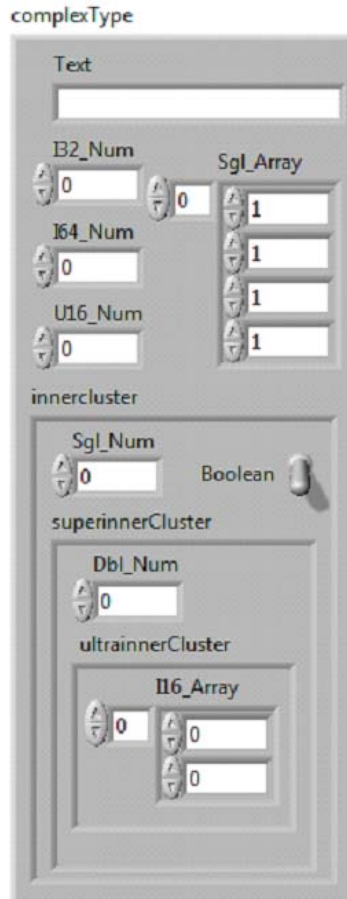 complexType
Text
I32_Num
0
0
Sgl_Array
1
1
1
1
I64_Num
0
U16_Num
0
innercluster
Sgl_Num
0
Boolean
superinnerCluster
Dbl_Num
0
ultrainnerCluster
I16_Array
0
0
0